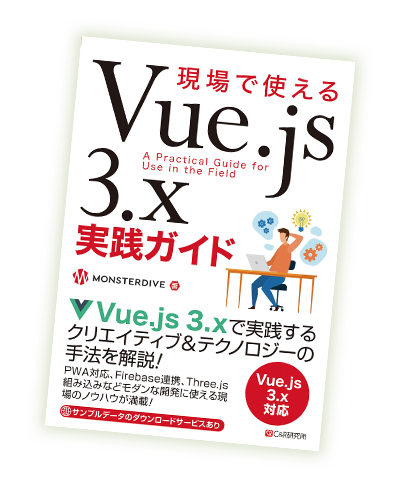 現場で使える
Vue.js
A Practical Guide for
Use in the Field
3.x
実践ガイド
MONSTERDIVE 著
Vue.js 3.xで実践する
クリエイティブ&テクノロジーの
手法を解説!
PWA対応、Firebase連携、Three.js
組み込みなどモダンな開発に使える現
場のノウハウが満載!
サンプルデータのダウンロードサービスあり
Vue.js
3.x
対応
C&R研究所